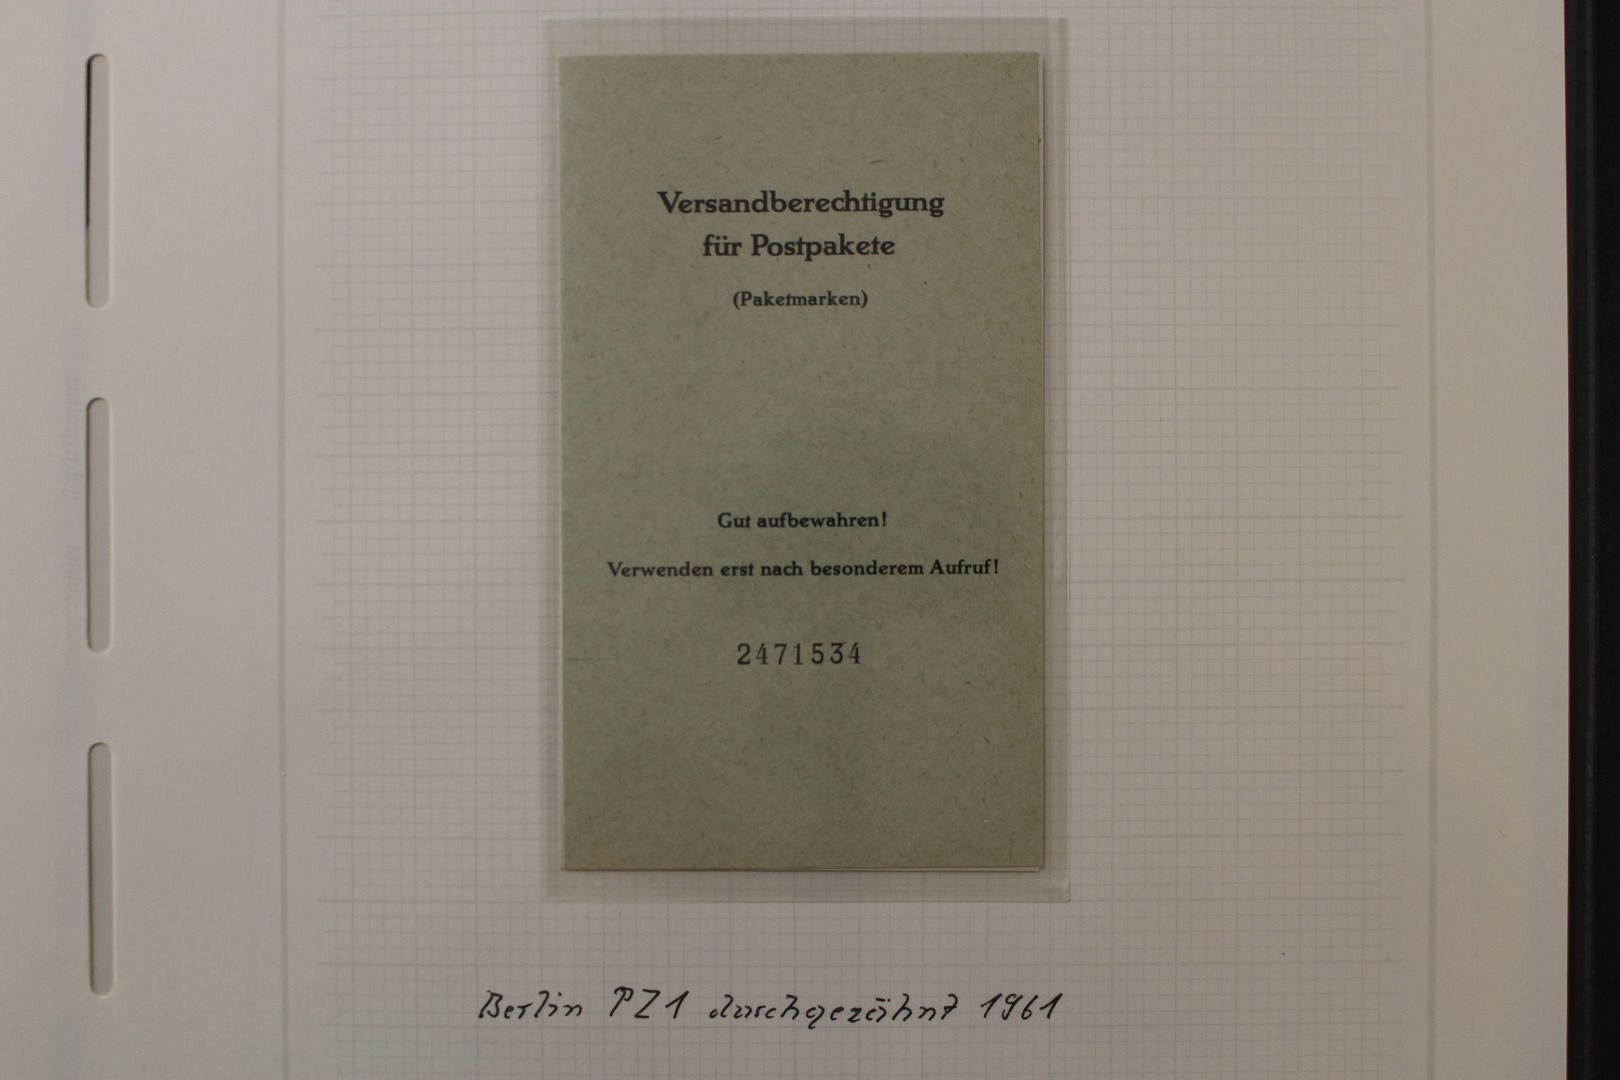 Versandberechtigung
für Postpakete
(Paketmarken)
Gut aufbewahren!
Verwenden erst nach besonderem Aufruf!
2471534
Berlin PZ1 durchgezähnt 1961